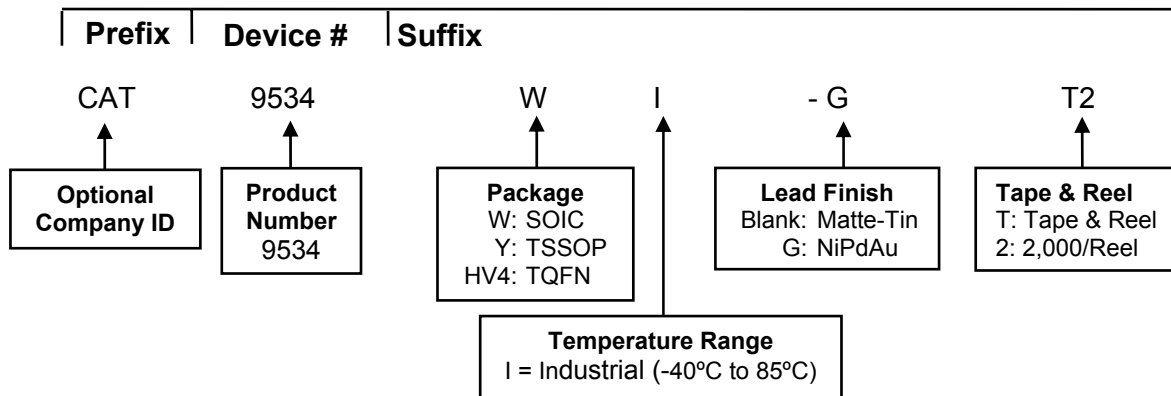 Prefix Device # Suffix
CAT 9534 W I - G T2
Optional
Company ID
Product
Number
9534
Package
W: SOIC
Y: TSSOP
HV4: TQFN
Lead Finish
Blank: Matte-Tin
G: NiPdAu
Tape & Reel
T: Tape & Reel
2: 2,000/Reel
Temperature Range
I = Industrial (-40ºC to 85ºC)